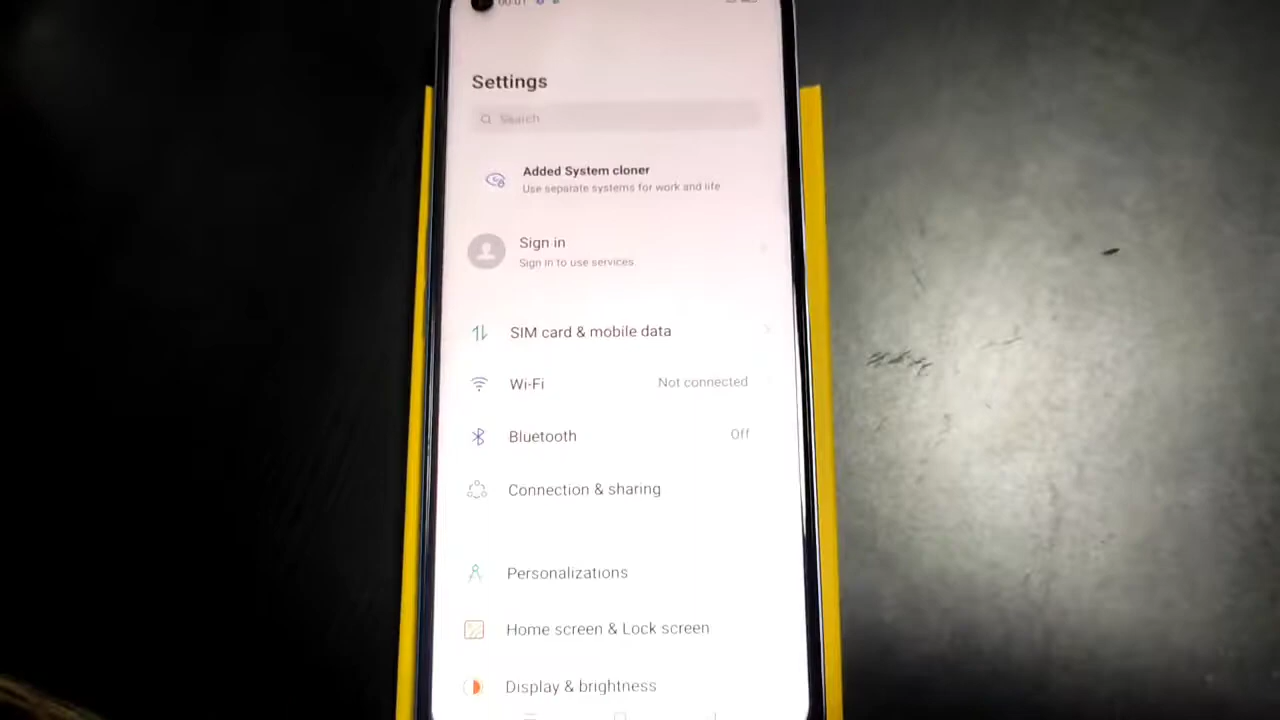 Settings
Search
Added System cloner
Use separate systems for work and life
Sign in
Sign in to use services
SIM card & mobile data
Wi-Fi
Not connected
Bluetooth
Off
Connection & sharing
Personalizations
Home screen & Lock screen
Display & brightness